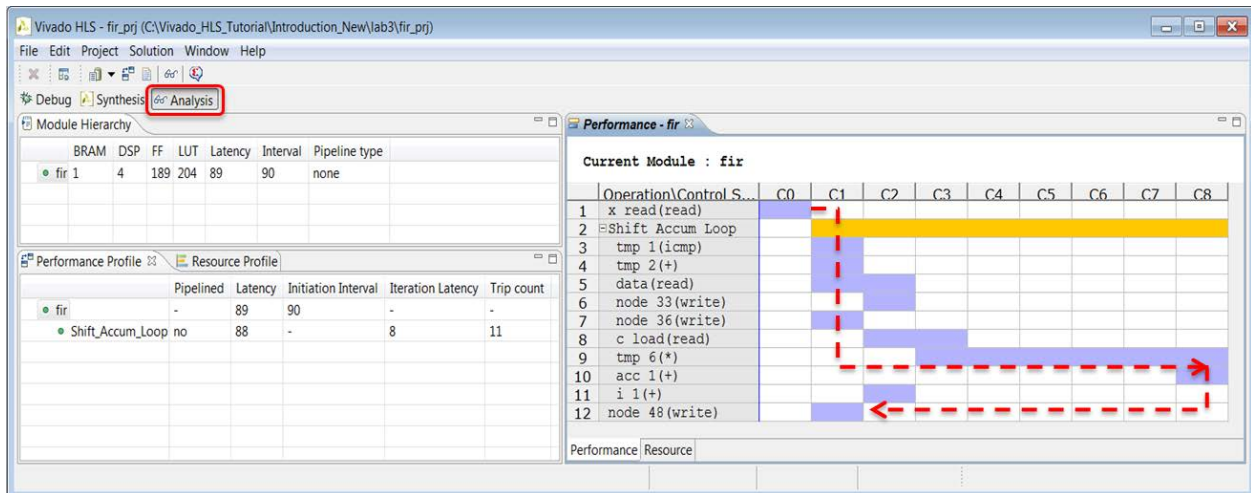 Vivado HLS - fir_prj (C:\Vivado_HLS_Tutorial\Introduction_New\lab3\fir_prj)
File Edit Project Solution Window Help
Debug Synthesis Analysis
Module Hierarchy
BRAM DSP FF LUT Latency Interval Pipeline type
fir 1 4 189 204 89 90 none
Performance Profile Resource Profile
Pipelined Latency Initiation Interval Iteration Latency Trip count
fir - 89 90 - -
Shift_Accum_Loop no 88 - 8 11
Performance - fir
Current Module : fir
Operation\Control S... C0 C1 C2 C3 C4 C5 C6 C7 C8
1 x read(read)
2 Shift Accum Loop
3 tmp 1(icmp)
4 tmp 2(+)
5 data(read)
6 node 33(write)
7 node 36(write)
8 c load(read)
9 tmp 6(*)
10 acc 1(+)
11 i 1(+)
12 node 48(write)
Performance Resource